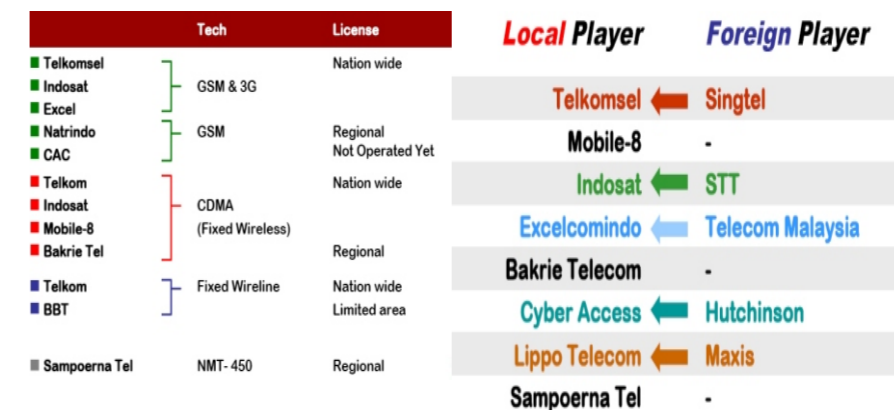 Tech License
Telkomsel Nation wide
Indosat GSM & 3G
Excel
Natrindo GSM Regional
CAC Not Operated Yet
Telkom Nation wide
Indosat CDMA
Mobile-8 (Fixed Wireless)
Bakrie Tel Regional
Telkom Fixed Wireline Nation wide
BBT Limited area
Sampoerna Tel NMT- 450 Regional
Local Player Foreign Player
Telkomsel Singtel
Mobile-8 -
Indosat STT
Excelcomindo Telecom Malaysia
Bakrie Telecom -
Cyber Access Hutchinson
Lippo Telecom Maxis
Sampoerna Tel -